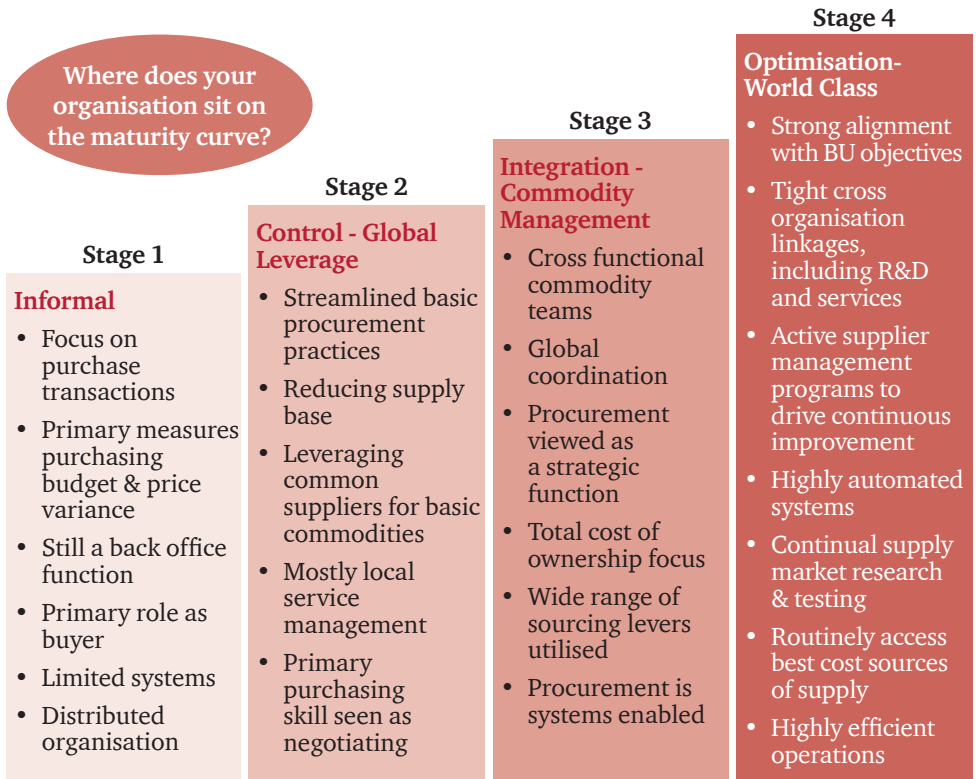 Where does your
organisation sit on
the maturity curve?
Stage 1
Informal
• Focus on
purchase
transactions
• Primary measures
purchasing
budget & price
variance
• Still a back office
function
• Primary role as
buyer
• Limited systems
• Distributed
organisation
Stage 2
Control - Global
Leverage
• Streamlined basic
procurement
practices
• Reducing supply
base
• Leveraging
common
suppliers for basic
commodities
• Mostly local
service
management
• Primary
purchasing
skill seen as
negotiating
Stage 3
Integration -
Commodity
Management
• Cross functional
commodity
teams
• Global
coordination
• Procurement
viewed as
a strategic
function
• Total cost of
ownership focus
• Wide range of
sourcing levers
utilised
• Procurement is
systems enabled
Stage 4
Optimisation-
World Class
• Strong alignment
with BU objectives
• Tight cross
organisation
linkages,
including R&D
and services
• Active supplier
management
programs to
drive continuous
improvement
• Highly automated
systems
• Continual supply
market research
& testing
• Routinely access
best cost sources
of supply
• Highly efficient
operations